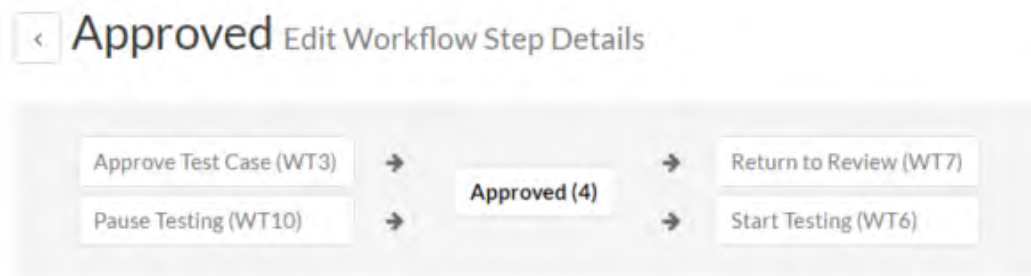 Approved Edit Workflow Step Details
Approve Test Case (WT3)
Pause Testing (WT10)
Approved (4)
Return to Review (WT7)
Start Testing (WT6)